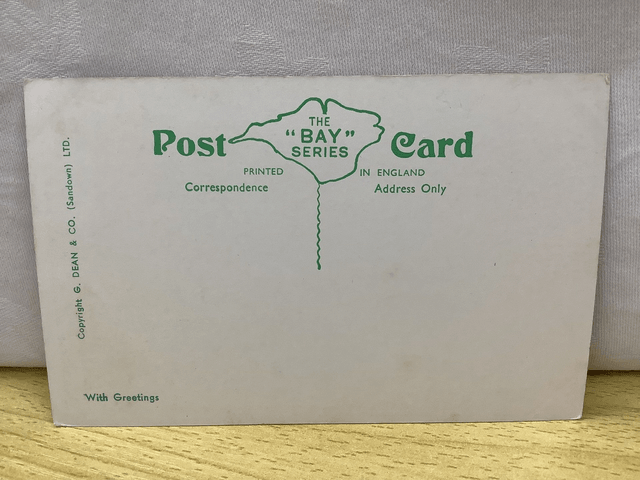 Post Card
THE
"BAY"
SERIES
PRINTED IN ENGLAND
Correspondence Address Only
Copyright G. DEAN & CO. (Sandown) LTD.
With Greetings